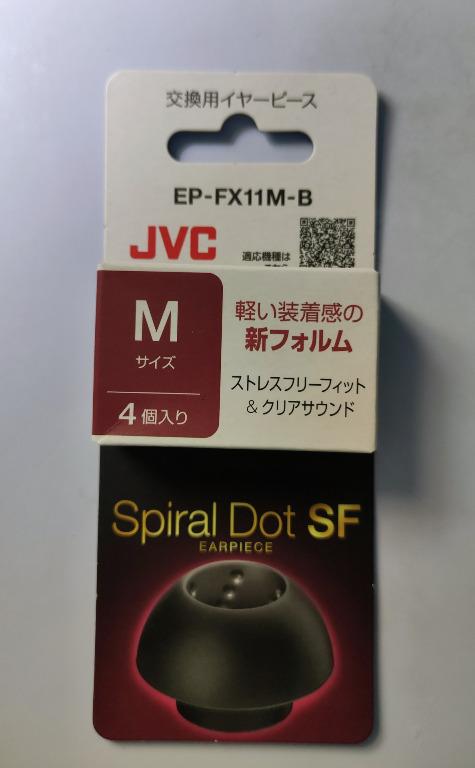 交換用イヤーピース
EP-FX11M-B
JVC
適応機種は
M
サイズ
4個入り
軽い装着感の
新フォルム
ストレスフリーフィット
&クリアサウンド
Spiral Dot SF
EARPIECE